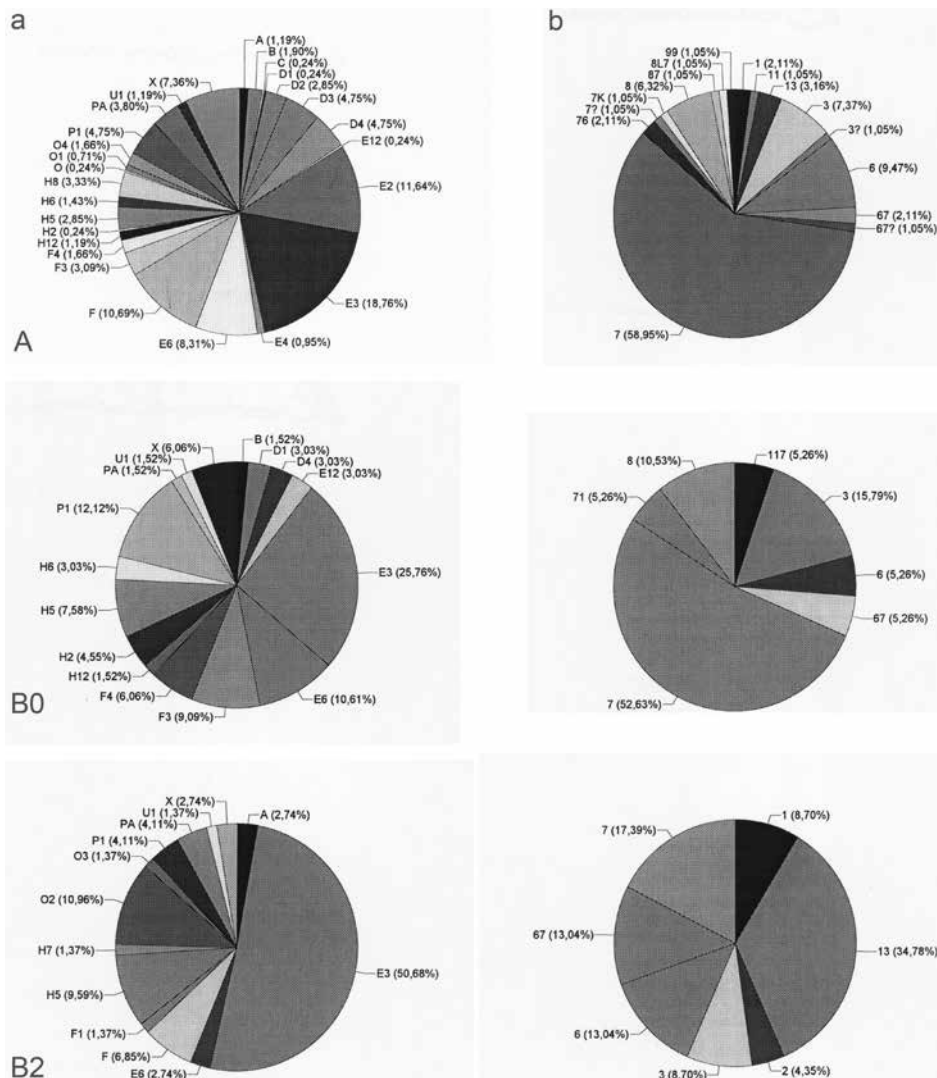 a
b
A (1,19%)
B (1,90%)
C (0,24%)
D1 (0,24%)
D2 (2,85%)
D3 (4,75%)
D4 (4,75%)
E12 (0,24%)
E2 (11,64%)
E3 (18,76%)
E4 (0,95%)
E6 (8,31%)
F (10,69%)
F3 (3,09%)
F4 (1,66%)
H12 (1,19%)
H2 (0,24%)
H5 (2,85%)
H6 (1,43%)
H8 (3,33%)
O (0,24%)
O1 (0,71%)
O4 (1,66%)
P1 (4,75%)
PA (3,80%)
U1 (1,19%)
X (7,36%)
A
99 (1,05%)
8L7 (1,05%)
87 (1,05%)
8 (6,32%)
7K (1,05%)
7? (1,05%)
76 (2,11%)
1 (2,11%)
11 (1,05%)
13 (3,16%)
3 (7,37%)
3? (1,05%)
6 (9,47%)
67 (2,11%)
67? (1,05%)
7 (58,95%)
X (6,06%)
U1 (1,52%)
PA (1,52%)
P1 (12,12%)
H6 (3,03%)
H5 (7,58%)
H2 (4,55%)
H12 (1,52%)
F4 (6,06%)
F3 (9,09%)
B (1,52%)
D1 (3,03%)
D4 (3,03%)
E12 (3,03%)
E3 (25,76%)
E6 (10,61%)
B0
8 (10,53%)
71 (5,26%)
117 (5,26%)
3 (15,79%)
6 (5,26%)
67 (5,26%)
7 (52,63%)
X (2,74%)
U1 (1,37%)
PA (4,11%)
P1 (4,11%)
O3 (1,37%)
O2 (10,96%)
H7 (1,37%)
H5 (9,59%)
F1 (1,37%)
F (6,85%)
E6 (2,74%)
A (2,74%)
E3 (50,68%)
B2
7 (17,39%)
67 (13,04%)
6 (13,04%)
3 (8,70%)
2 (4,35%)
1 (8,70%)
13 (34,78%)